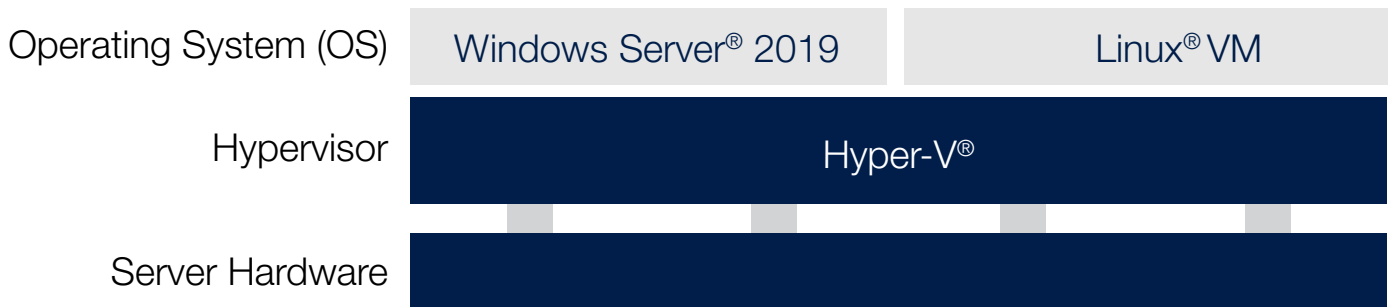 Operating System (OS)
Windows Server® 2019
Linux® VM
Hypervisor
Hyper-V®
Server Hardware